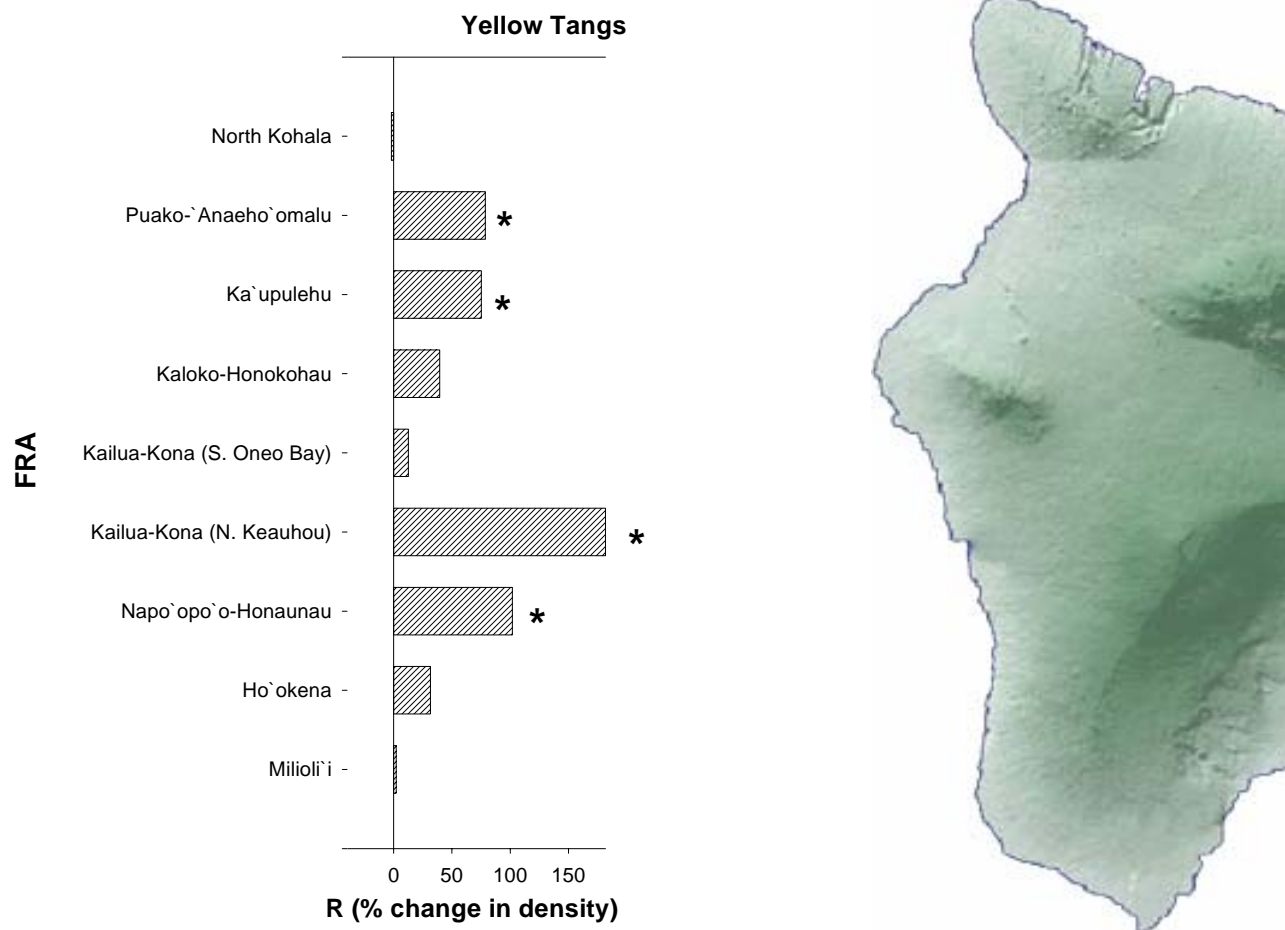 Yellow Tangs
North Kohala
Puako-`Anaeho`omalu
*
Ka`upulehu
*
Kaloko-Honokohau
Kailua-Kona (S. Oneo Bay)
FRA
Kailua-Kona (N. Keauhou)
*
Napo`opo`o-Honaunau
*
Ho`okena
Milioli`i
0 50 100 150
R (% change in density)